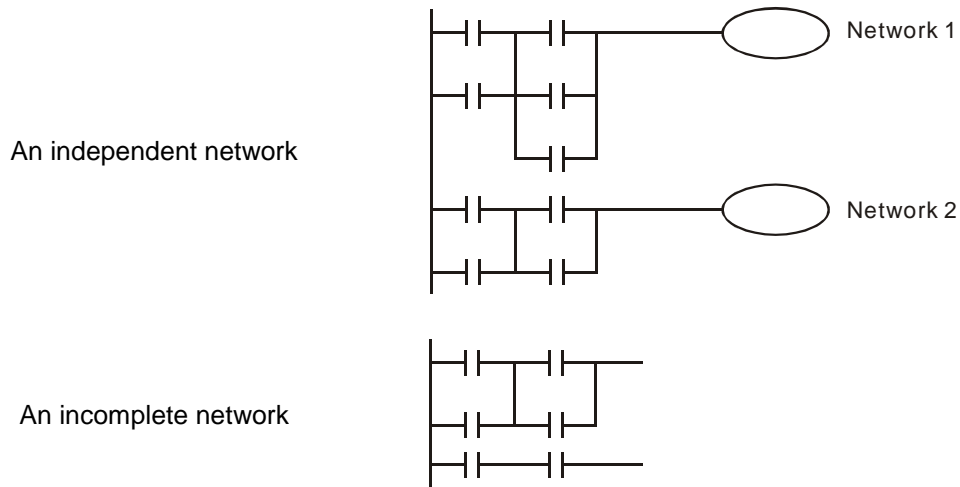 Network 1
An independent network
Network 2
An incomplete network